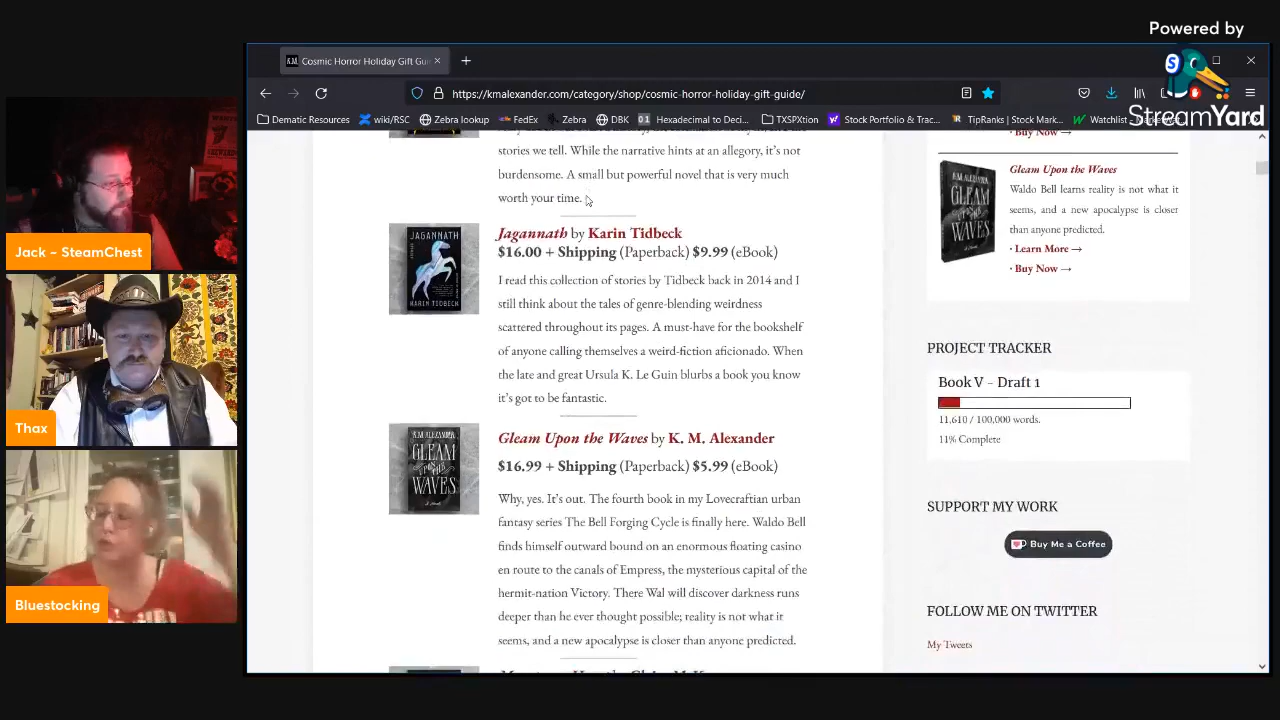 Powered by
StreamYard
Jack - SteamChest
Thax
Bluestocking
Cosmic Horror Holiday Gift Gui
https://kmalexander.com/category/shop/cosmic-horror-holiday-gift-guide/
Dematic Resources
wiki/RSC
Zebra lookup
FedEx
Zebra
DBK
Hexadecimal to Deci...
TXSPXtion
Stock Portfolio & Trac...
TipRanks | Stock Mark...
stories we tell. While the narrative hints at an allegory, it's not
burdensome. A small but powerful novel that is very much
worth your time.
JAGANNATH
KARIN TIDBECK
Jagannath by Karin Tidbeck
$16.00 + Shipping (Paperback) $9.99 (eBook)
I read this collection of stories by Tidbeck back in 2014 and I
still think about the tales of genre-blending weirdness
scattered throughout its pages. A must-have for the bookshelf
of anyone calling themselves a weird-fiction aficionado. When
the late and great Ursula K. Le Guin blurbs a book you know
it's got to be fantastic.
K.M. ALEXANDER
GLEAM
UPON THE
WAVES
Gleam Upon the Waves by K. M. Alexander
$16.99 + Shipping (Paperback) $5.99 (eBook)
Why, yes. It's out. The fourth book in my Lovecraftian urban
fantasy series The Bell Forging Cycle is finally here. Waldo Bell
finds himself outward bound on an enormous floating casino
en route to the canals of Empress, the mysterious capital of the
hermit-nation Victory. There Wal will discover darkness runs
deeper than he ever thought possible; reality is not what it
seems, and a new apocalypse is closer than anyone predicted.
• Buy Now →
K.M. ALEXANDER
GLEAM
UPON THE
WAVES
Gleam Upon the Waves
Waldo Bell learns reality is not what it
seems, and a new apocalypse is closer
than anyone predicted.
• Learn More →
• Buy Now →
PROJECT TRACKER
Book V – Draft 1
11,610 / 100,000 words.
11% Complete
SUPPORT MY WORK
Buy Me a Coffee
FOLLOW ME ON TWITTER
My Tweets